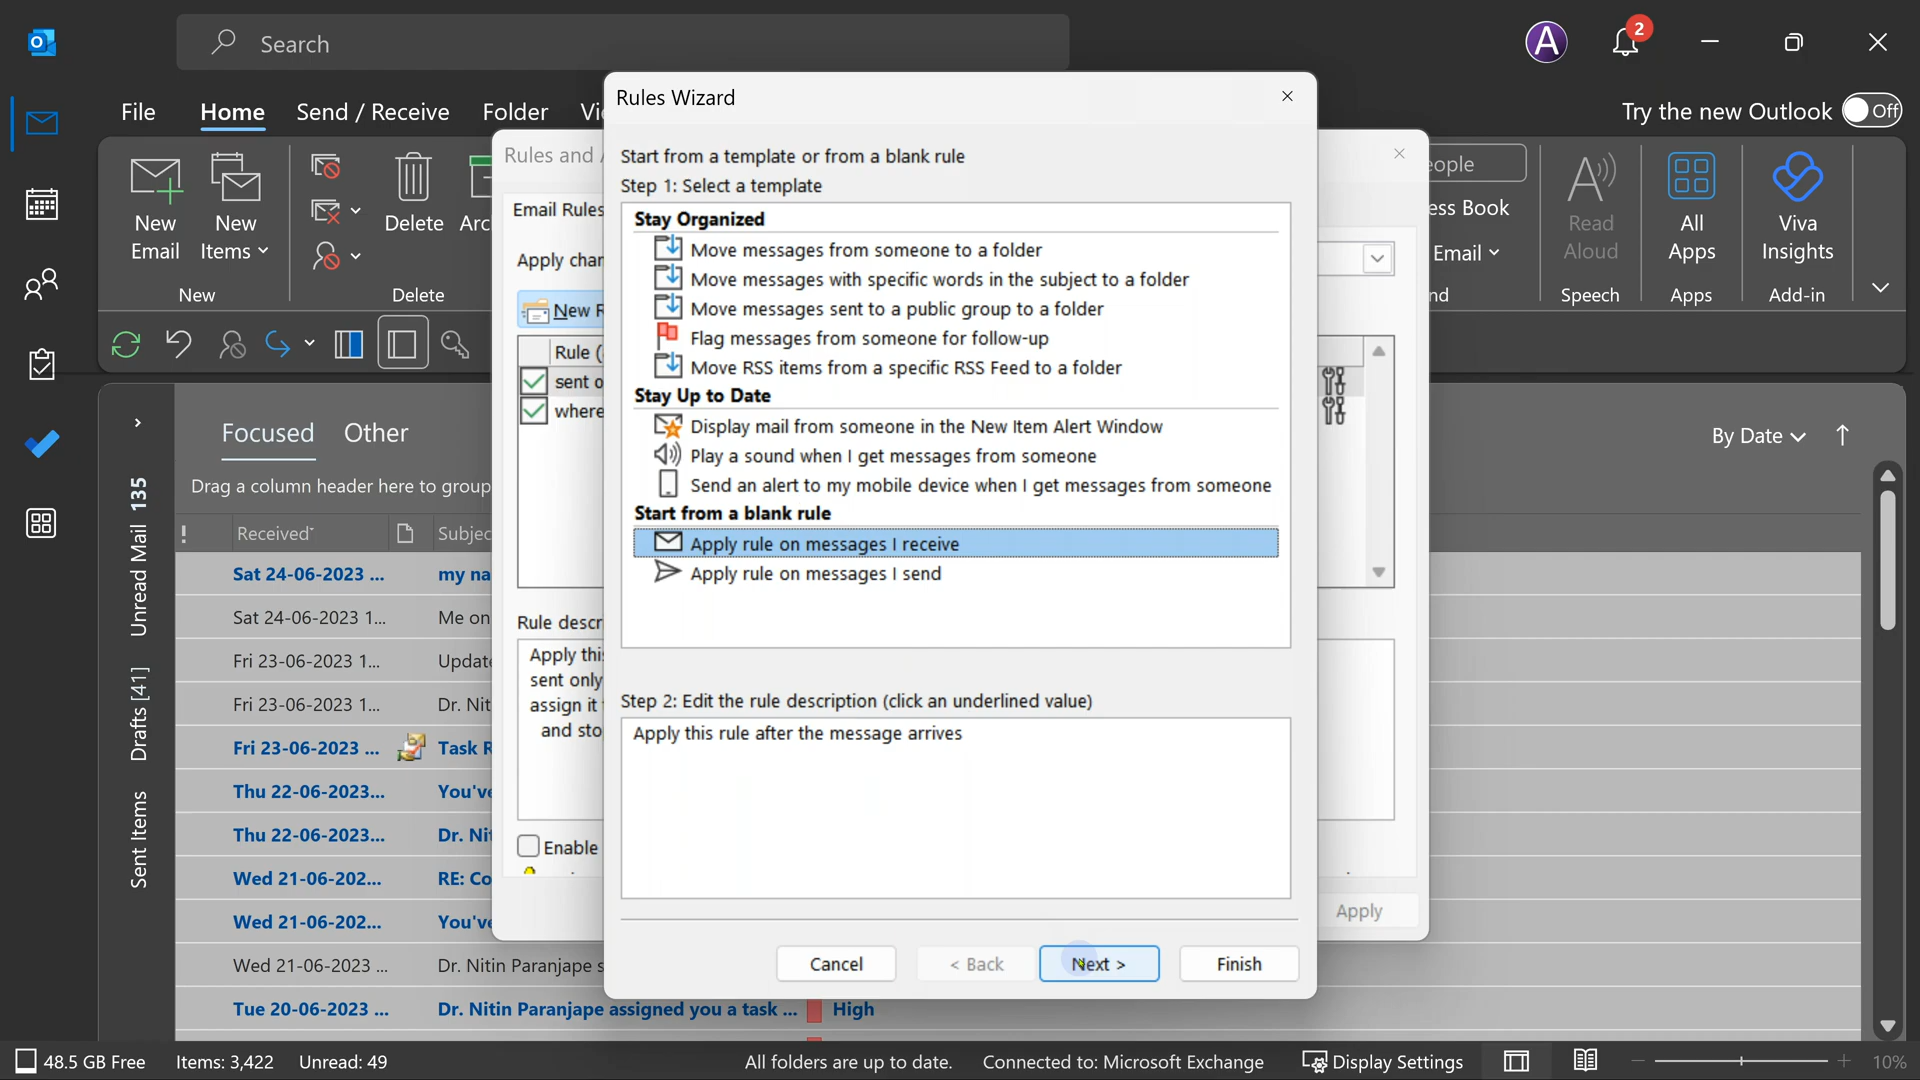 Search
2
A
File Home Send / Receive Folder Vi
Try the new Outlook Off
Rules Wizard
Rules and A
Start from a template or from a blank rule
Step 1: Select a template
Stay Organized
Move messages from someone to a folder
Move messages with specific words in the subject to a folder
Move messages sent to a public group to a folder
Flag messages from someone for follow-up
Move RSS items from a specific RSS Feed to a folder
Stay Up to Date
Display mail from someone in the New Item Alert Window
Play a sound when I get messages from someone
Send an alert to my mobile device when I get messages from someone
Start from a blank rule
Apply rule on messages I receive
Apply rule on messages I send
Step 2: Edit the rule description (click an underlined value)
Apply this rule after the message arrives
Cancel < Back Next > Finish
New Email
New Items
New
Delete
Arc
Delete
eople
ess Book
Email
nd
Read Aloud
Speech
All Apps
Apps
Viva Insights
Add-in
Email Rules
Apply char
New R
Rule (
sent o
where
Rule descr
Apply this
sent only
assign it
and sto
Enable
Apply
Unread Mail 135
Drafts [41]
Sent Items
Focused Other
By Date
Drag a column header here to group
! Received Subjec
Sat 24-06-2023 ... my na
Sat 24-06-2023 1... Me on
Fri 23-06-2023 1... Update
Fri 23-06-2023 1... Dr. Nit
Fri 23-06-2023 ... Task R
Thu 22-06-2023... You've
Thu 22-06-2023... Dr. Nit
Wed 21-06-202... RE: Co
Wed 21-06-202... You've
Wed 21-06-2023 ... Dr. Nitin Paranjape s
Tue 20-06-2023 ... Dr. Nitin Paranjape assigned you a task ... High
48.5 GB Free Items: 3,422 Unread: 49 All folders are up to date. Connected to: Microsoft Exchange Display Settings 10%